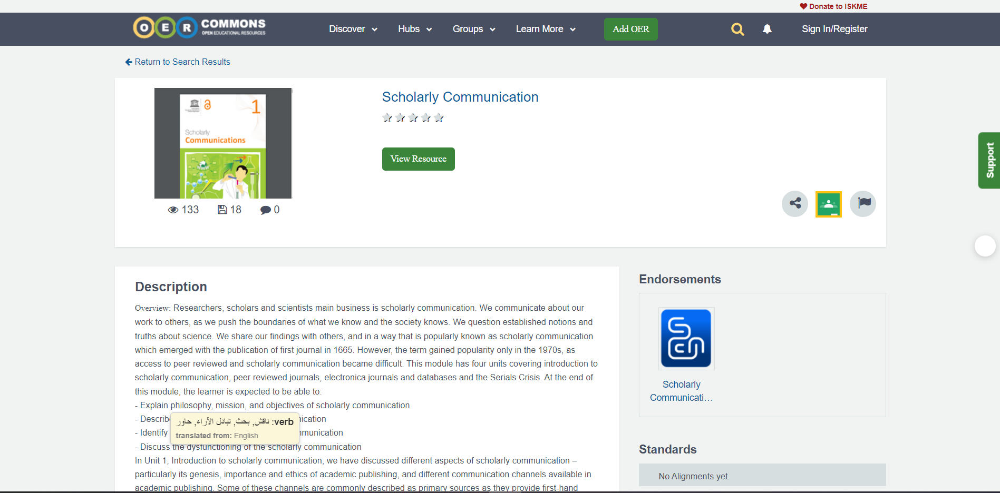 Donate to ISKME
OER COMMONS
OPEN EDUCATIONAL RESOURCES
Discover
Hubs
Groups
Learn More
Add OER
Sign In/Register
Return to Search Results
1
Scholarly
Communications
133
18
0
Scholarly Communication
View Resource
Support
Description
Overview: Researchers, scholars and scientists main business is scholarly communication. We communicate about our
work to others, as we push the boundaries of what we know and the society knows. We question established notions and
truths about science. We share our findings with others, and in a way that is popularly known as scholarly communication
which emerged with the publication of first journal in 1665. However, the term gained popularity only in the 1970s, as
access to peer reviewed and scholarly communication became difficult. This module has four units covering introduction to
scholarly communication, peer reviewed journals, electronica journals and databases and the Serials Crisis. At the end of
this module, the learner is expected to be able to:
- Explain philosophy, mission, and objectives of scholarly communication
- Describ
ication
- Identify
mmunication
verb: ناقش, بحث, تبادل الآراء, حاور
translated from: English
- Discuss the dysfunctioning of the scholarly communication
In Unit 1, Introduction to scholarly communication, we have discussed different aspects of scholarly communication –
particularly its genesis, importance and ethics of academic publishing, and different communication channels available in
academic publishing. Some of these channels are commonly described as primary sources as they provide first-hand
Endorsements
Scholarly
Communicati…
Standards
No Alignments yet.